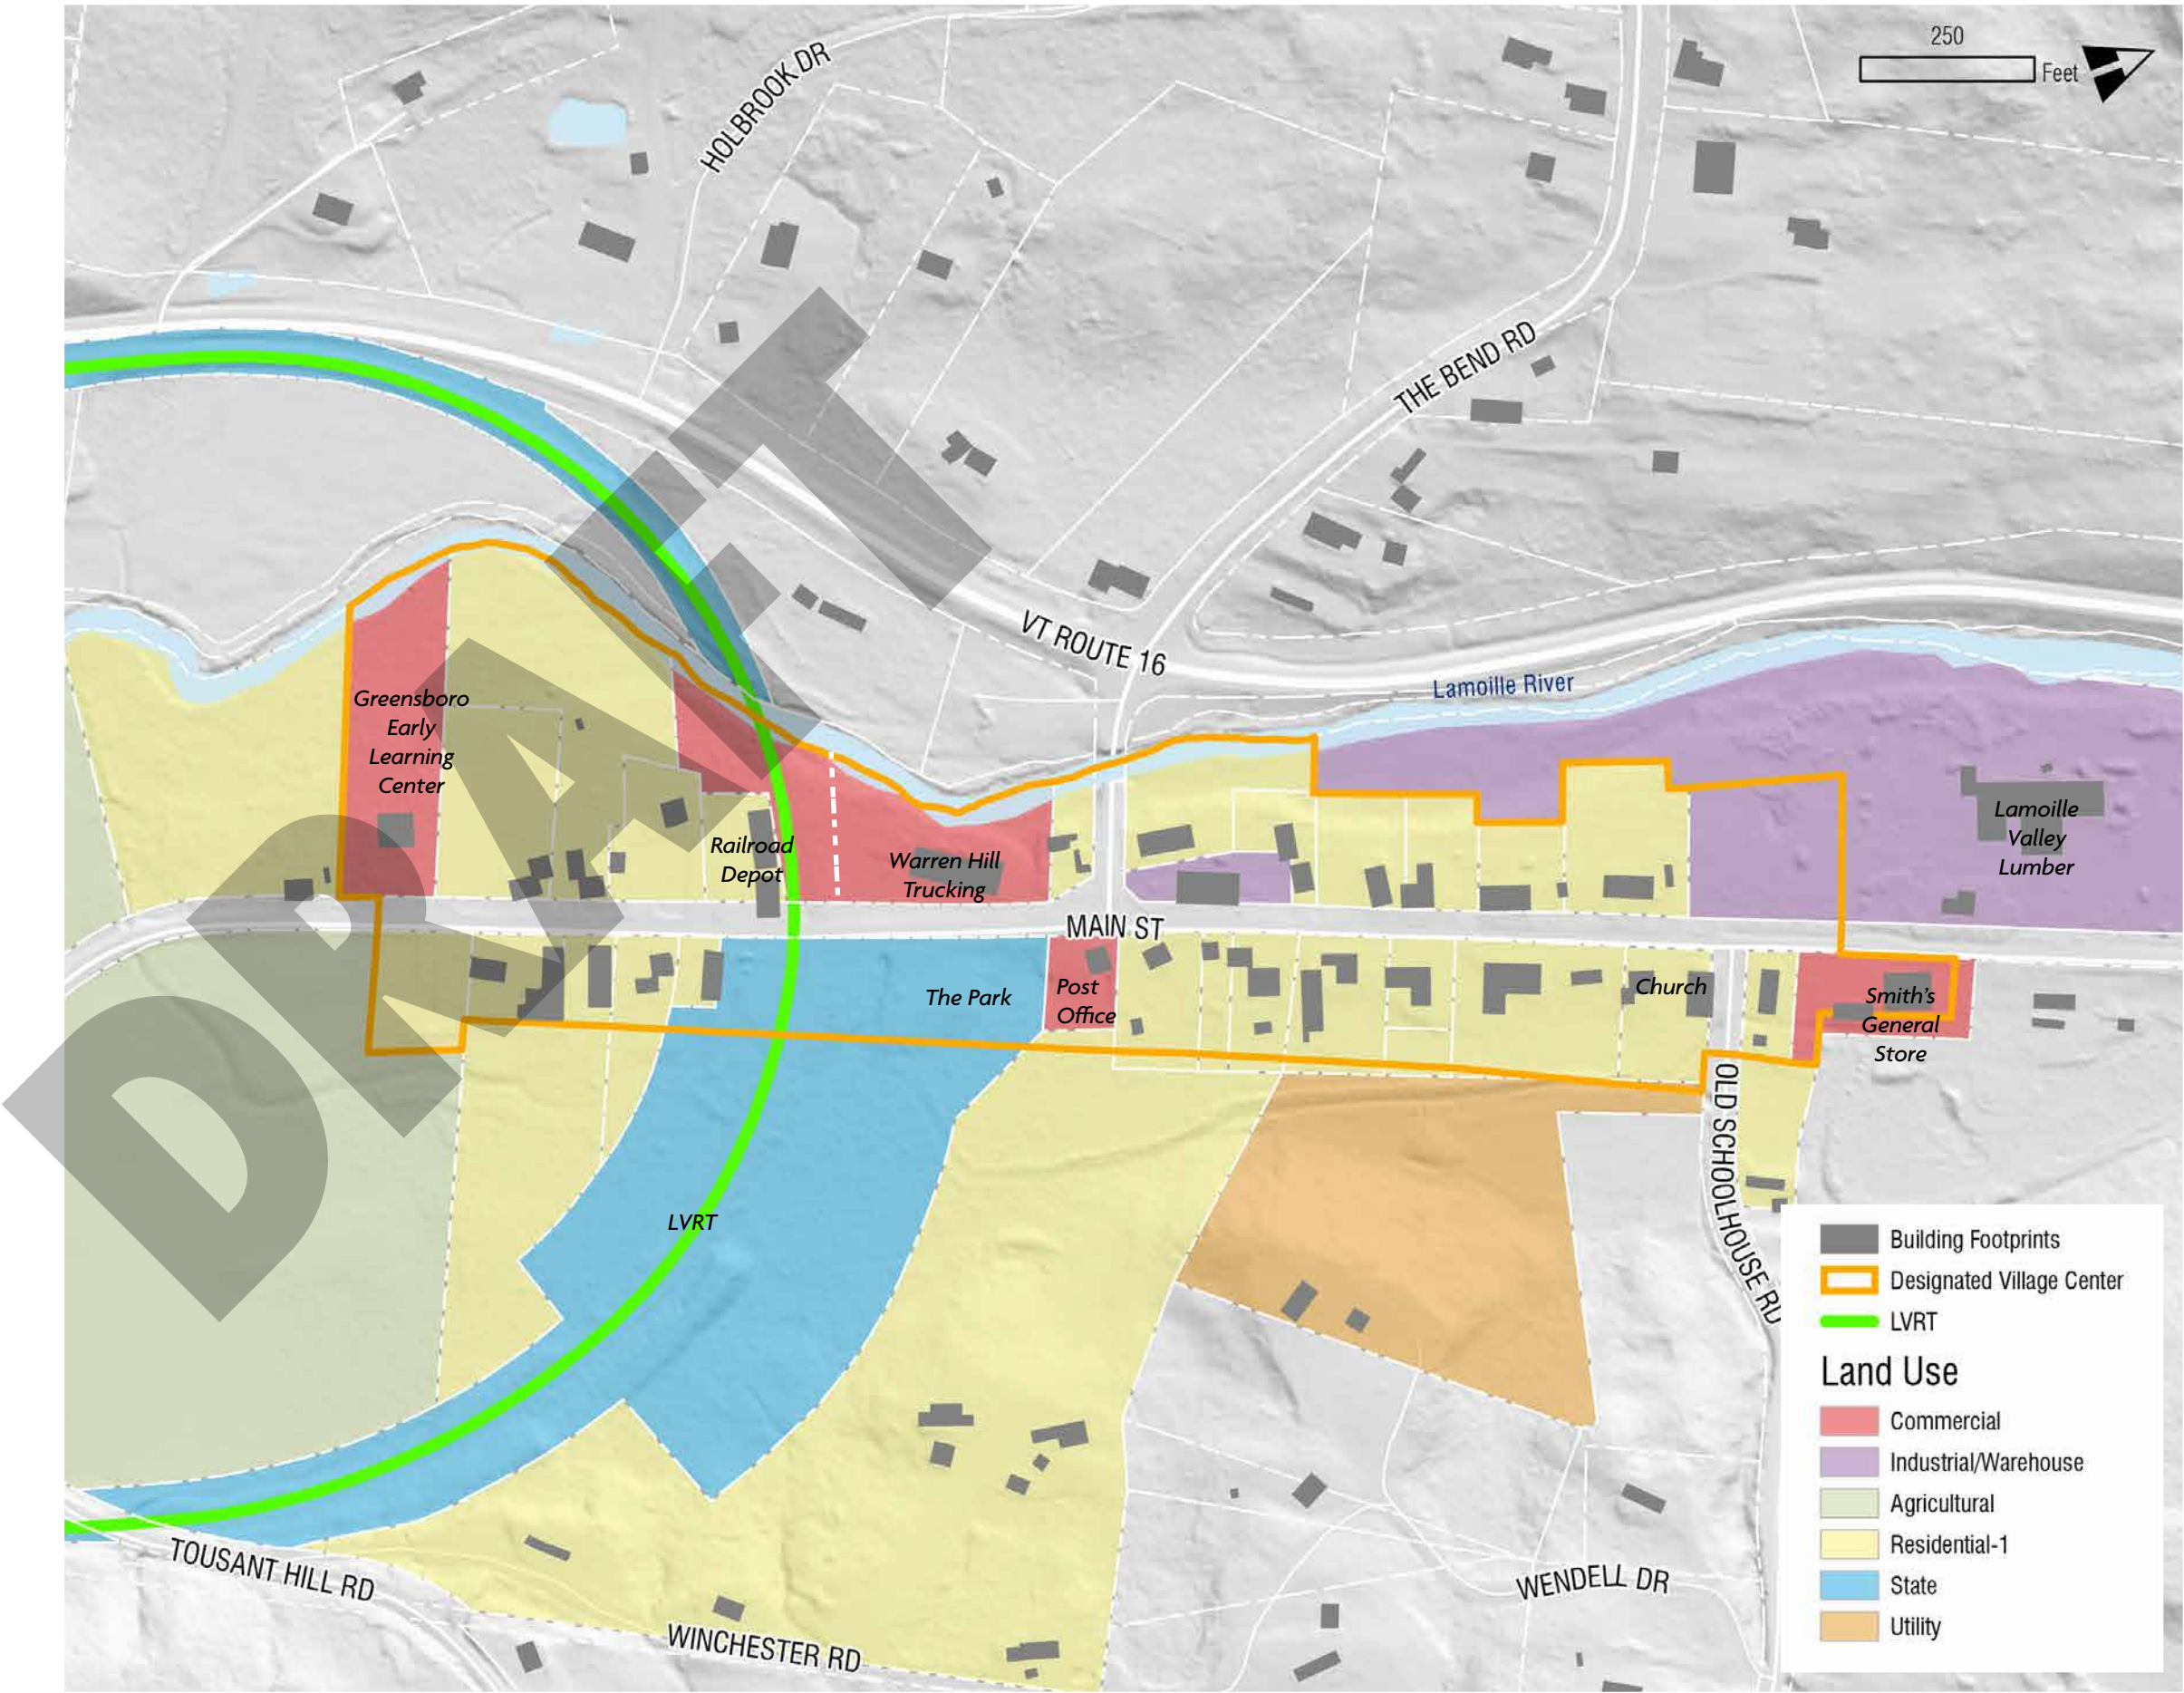 250
Feet
HOLBROOK DR
THE BEND RD
VT ROUTE 16
Lamoille River
Greensboro
Early
Learning
Center
Railroad
Depot
Warren Hill
Trucking
Lamoille
Valley
Lumber
MAIN ST
The Park
Post
Office
Church
Smith's
General
Store
OLD SCHOOLHOUSE RD
LVRT
TOUSANT HILL RD
WINCHESTER RD
WENDELL DR
DRAFT
Building Footprints
Designated Village Center
LVRT
Land Use
Commercial
Industrial/Warehouse
Agricultural
Residential-1
State
Utility